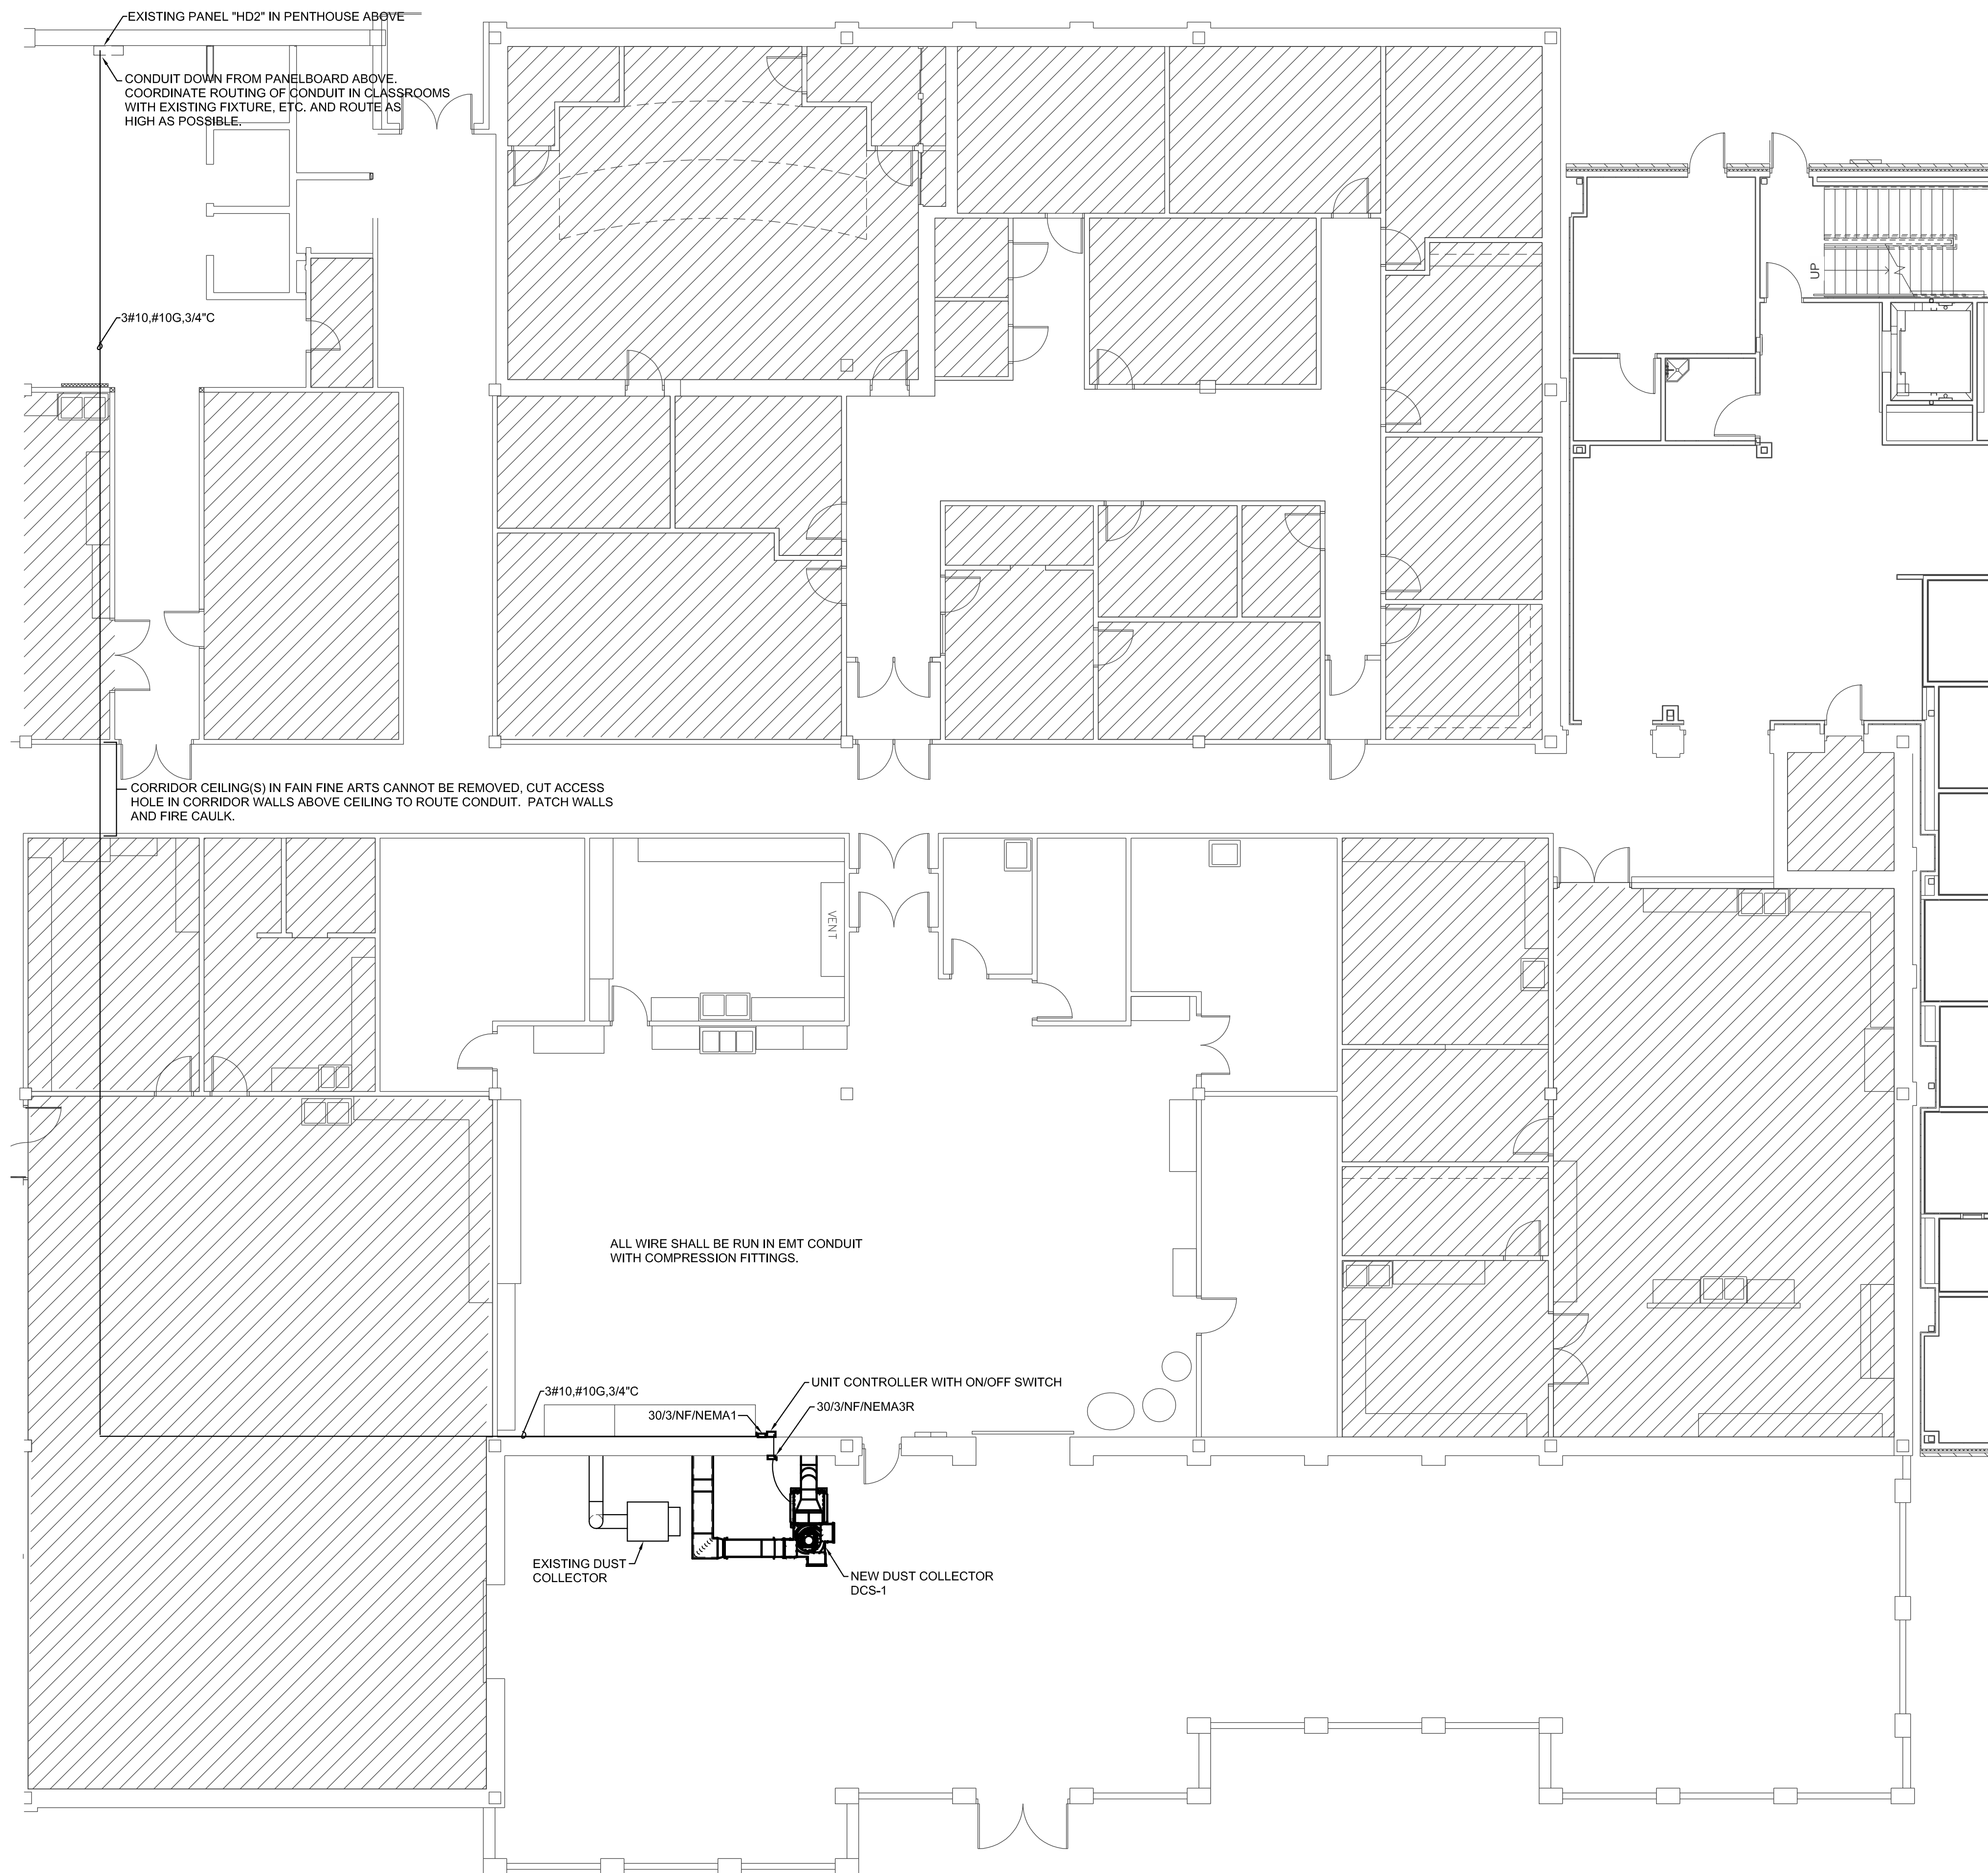 EXISTING PANEL "HD2" IN PENTHOUSE ABOVE
CONDUIT DOWN FROM PANELBOARD ABOVE.
COORDINATE ROUTING OF CONDUIT IN CLASSROOMS
WITH EXISTING FIXTURE, ETC. AND ROUTE AS
HIGH AS POSSIBLE.
UP
3#10,#10G,3/4"C
CORRIDOR CEILING(S) IN FAIN FINE ARTS CANNOT BE REMOVED, CUT ACCESS
HOLE IN CORRIDOR WALLS ABOVE CEILING TO ROUTE CONDUIT. PATCH WALLS
AND FIRE CAULK.
VENT
ALL WIRE SHALL BE RUN IN EMT CONDUIT
WITH COMPRESSION FITTINGS.
UNIT CONTROLLER WITH ON/OFF SWITCH
3#10,#10G,3/4"C
30/3/NF/NEMA3R
30/3/NF/NEMA1
EXISTING DUST
COLLECTOR
NEW DUST COLLECTOR
DCS-1